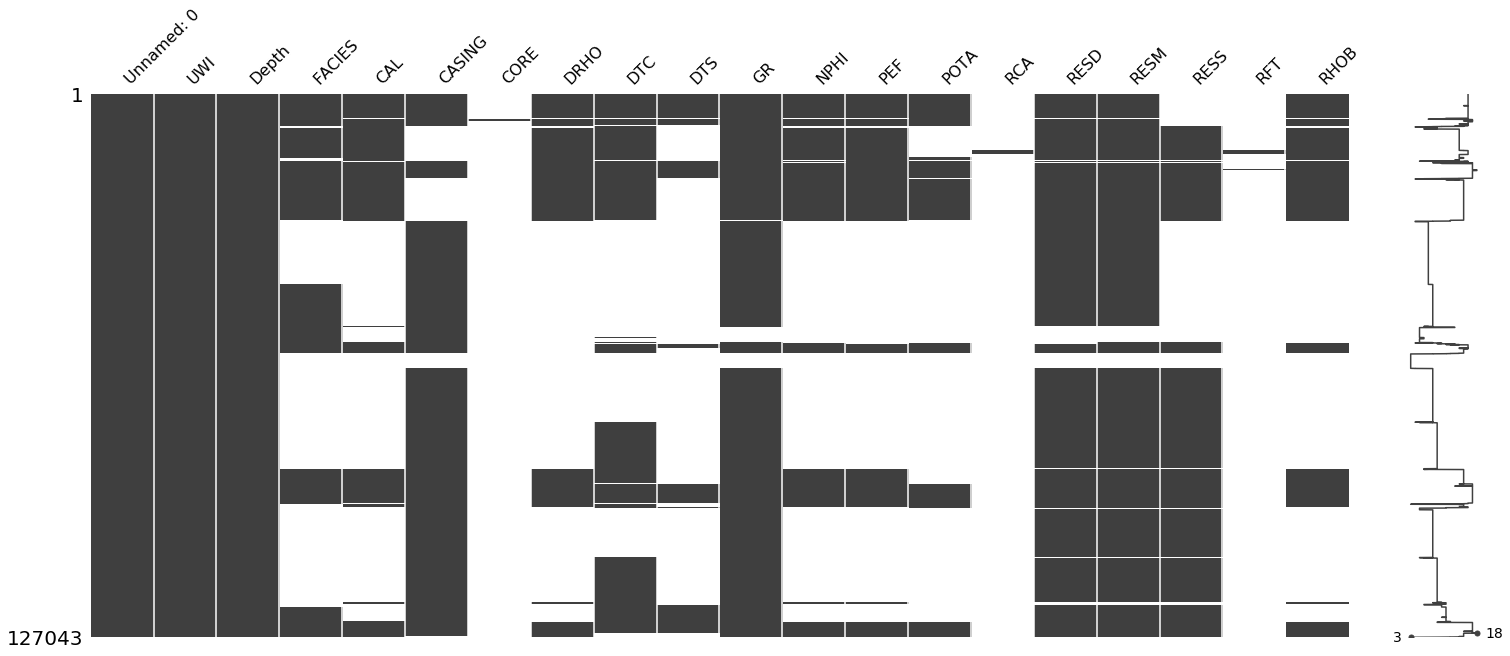 Unnamed: 0
UWI
Depth
FACIES
CAL
CASING
CORE
DRHO
DTC
DTS
GR
NPHI
PEF
POTA
RCA
RESD
RESM
RESS
RFT
RHOB
1
127043
3
18